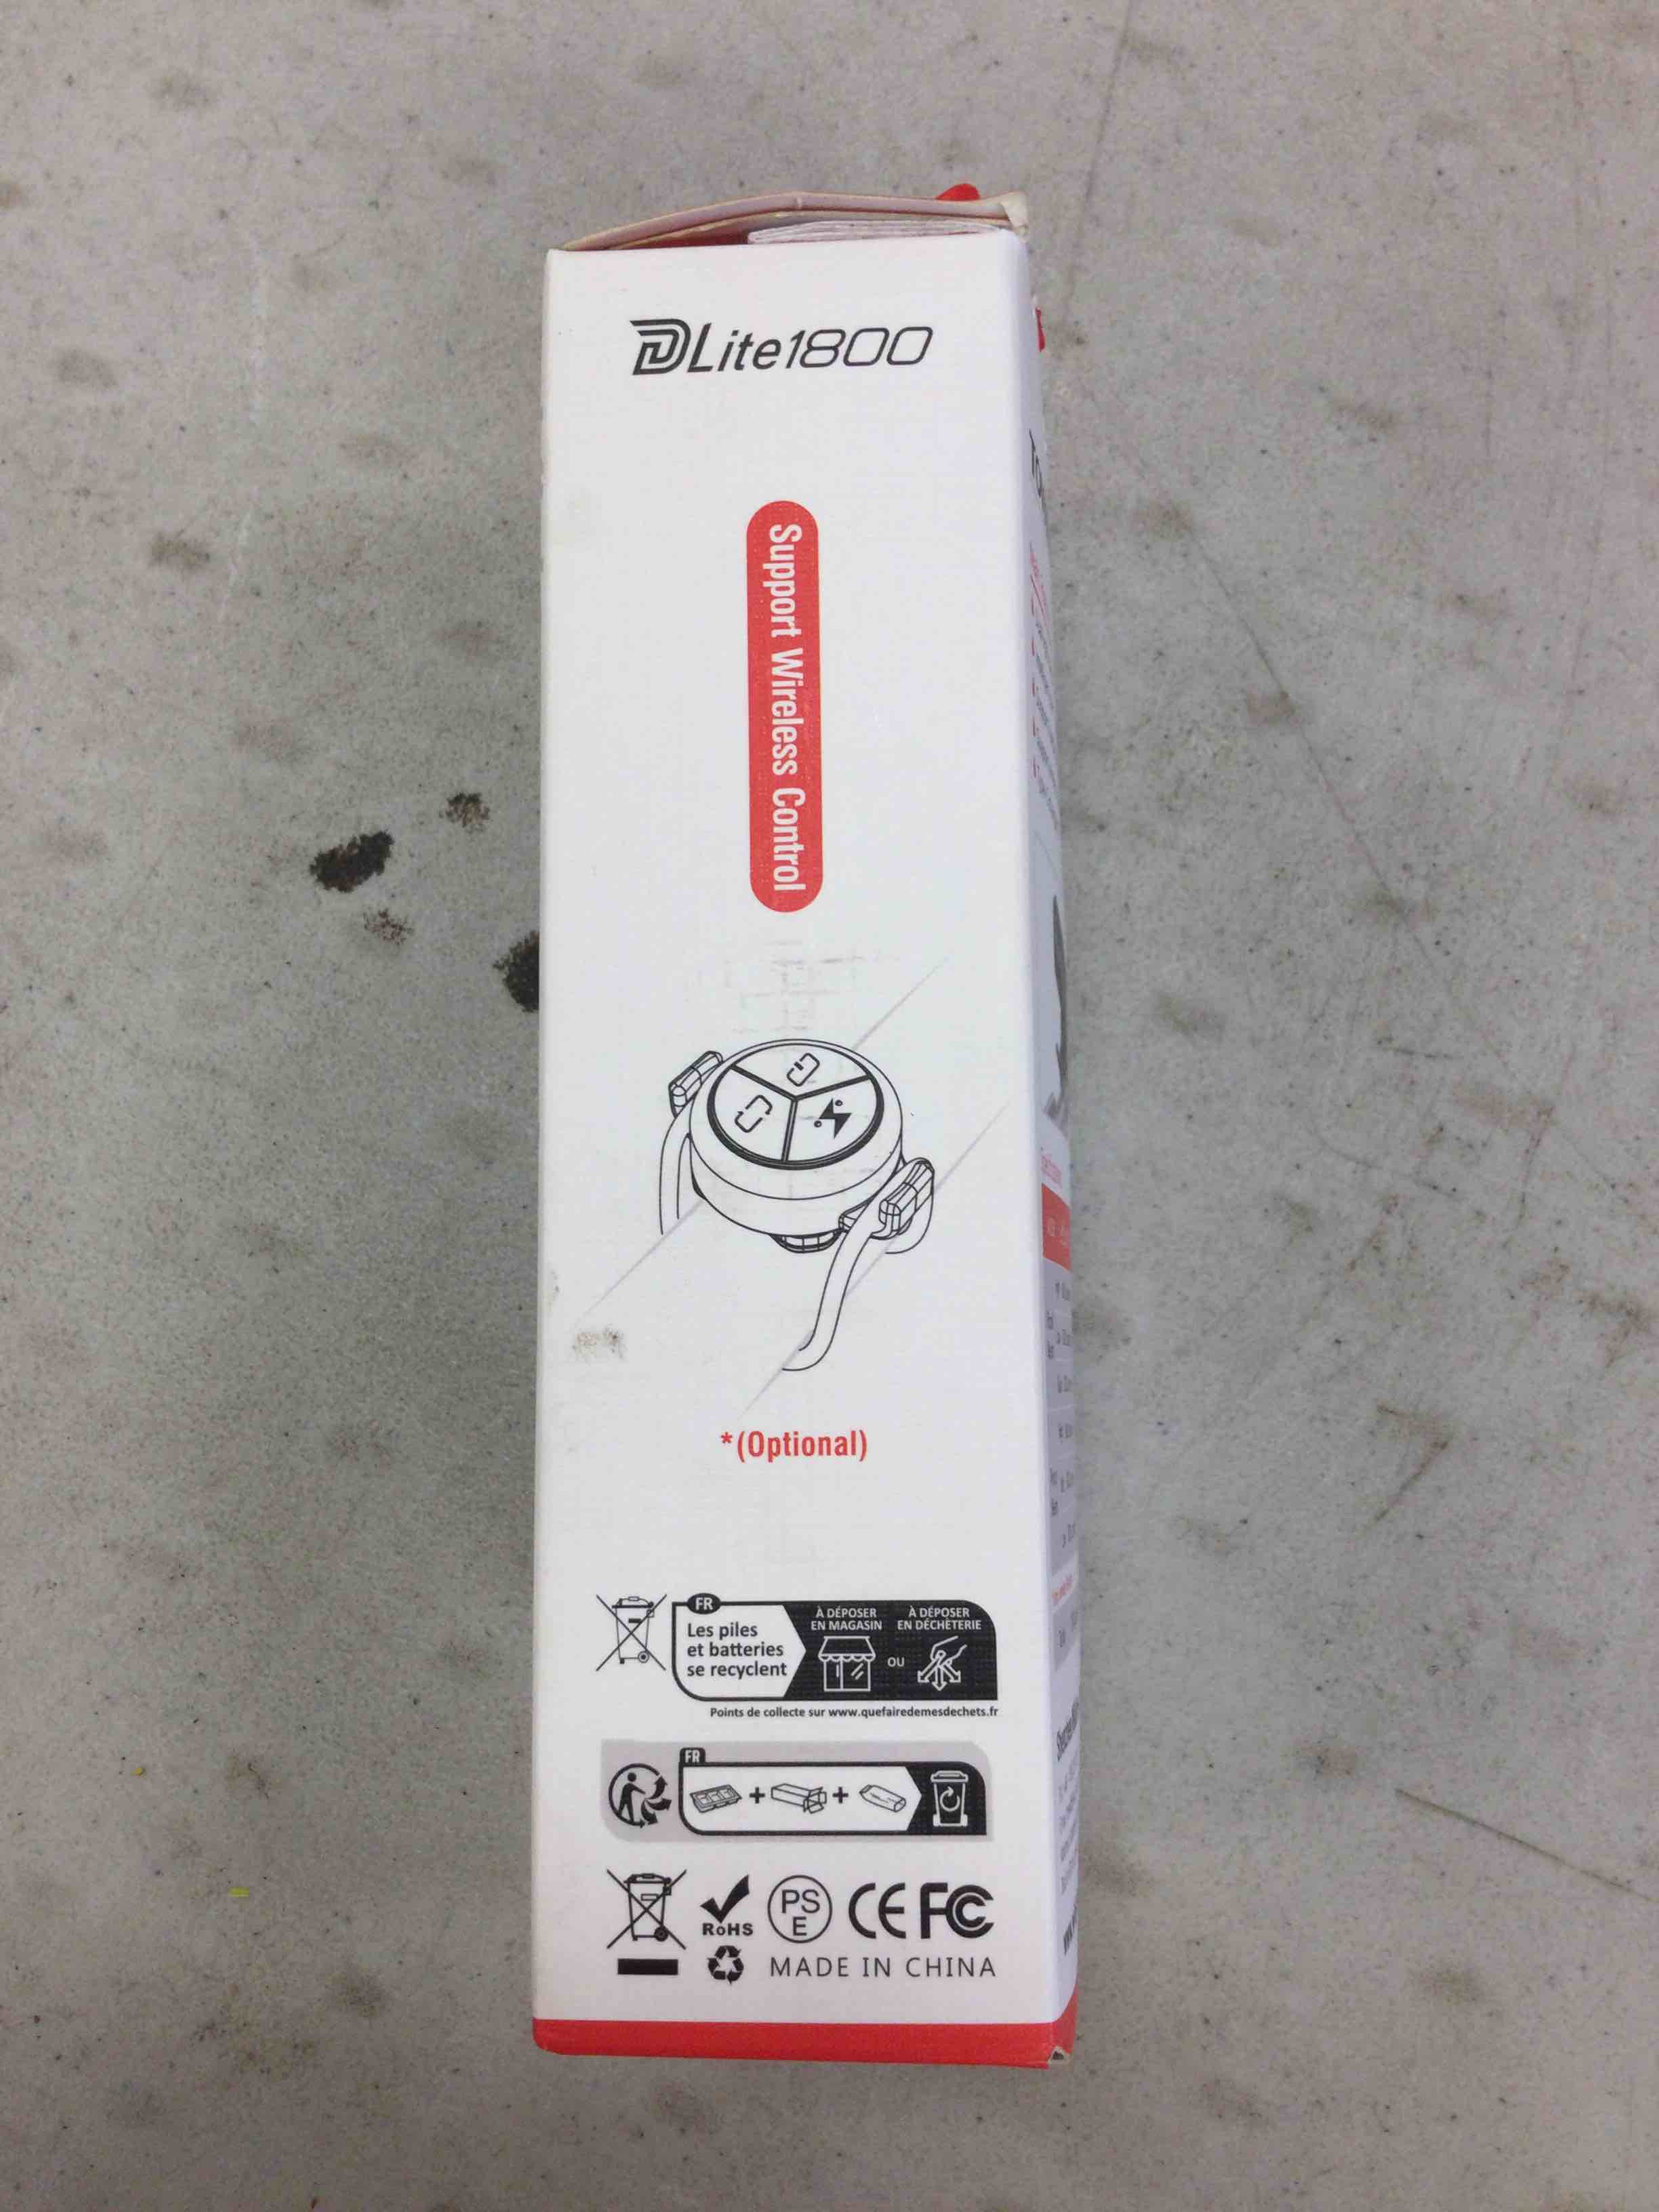 DLite1800
Support Wireless Control
*(Optional)
FR
Les piles
et batteries
se recyclent
À DÉPOSER
EN MAGASIN
OU
À DÉPOSER
EN DÉCHÈTERIE
Points de collecte sur www.quefairedemesdechets.fr
FR
RoHS
PS
E
CE FC
MADE IN CHINA